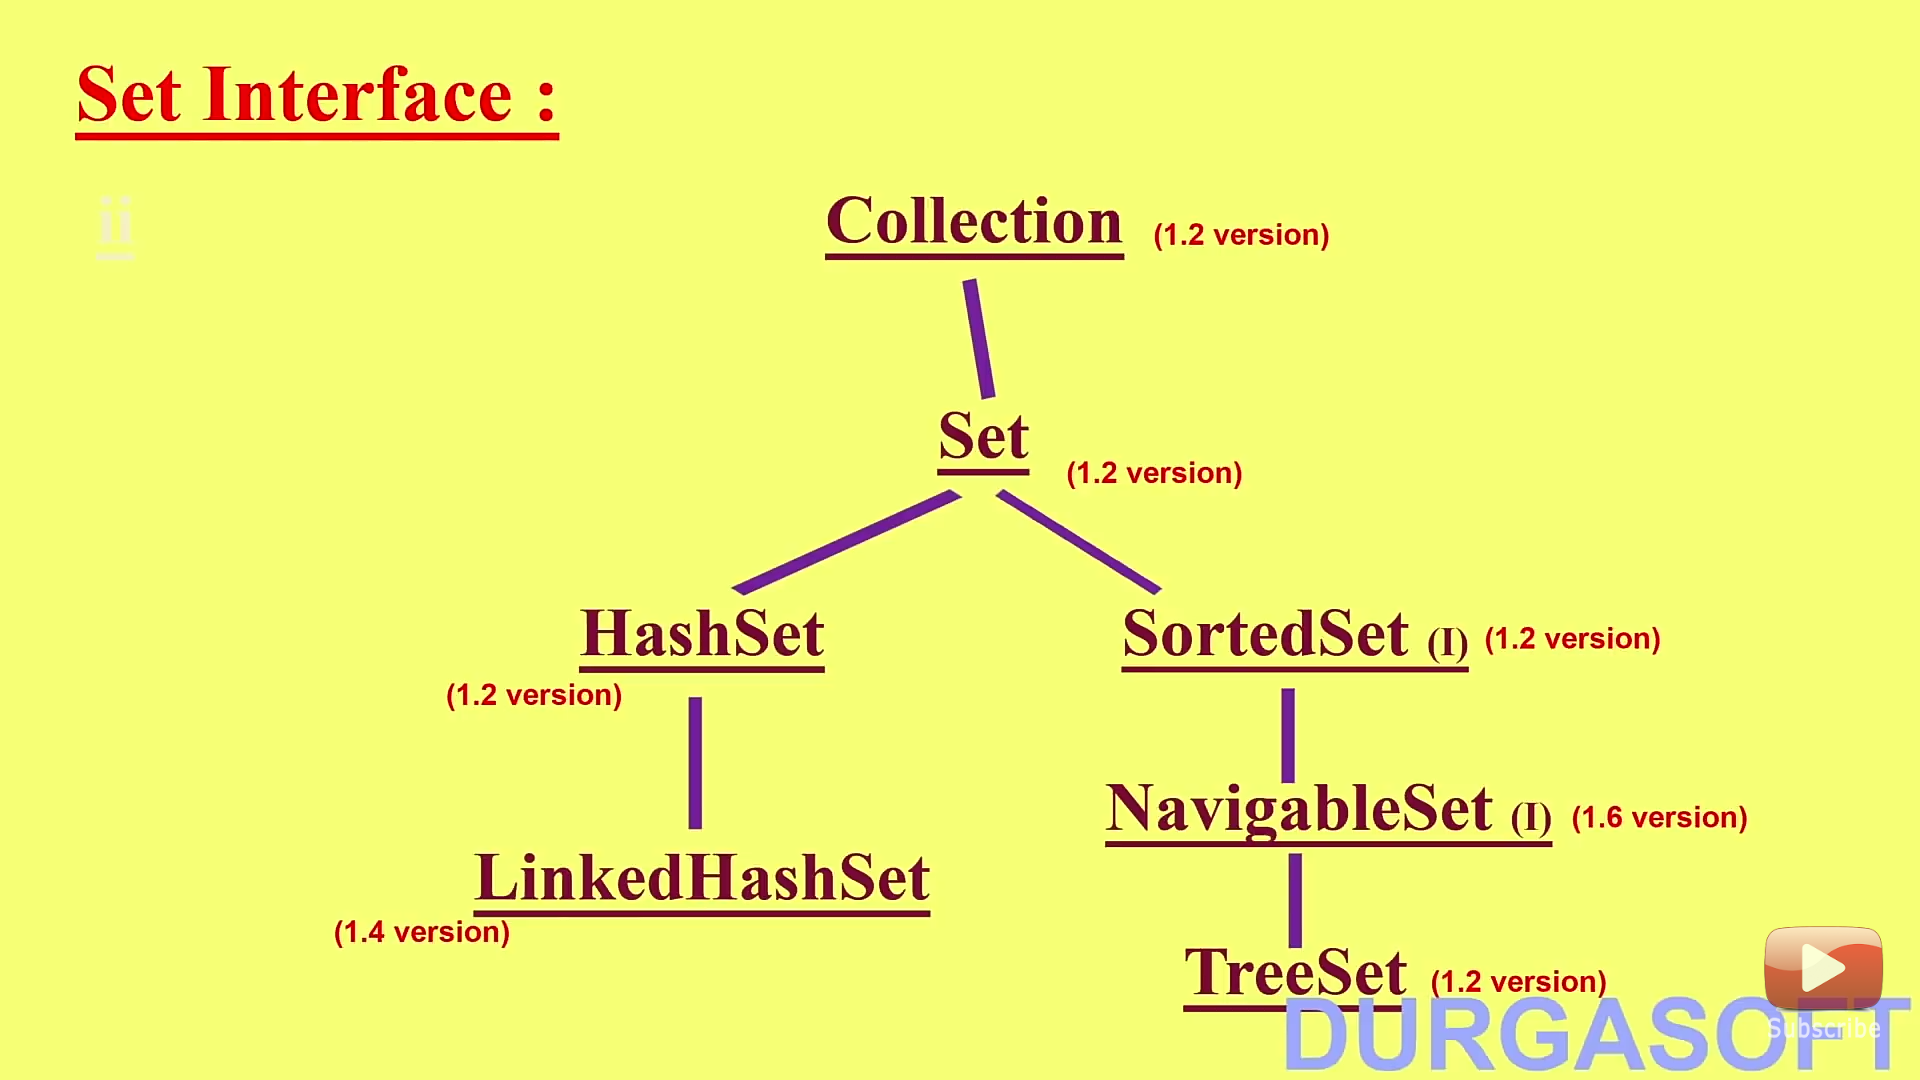 Set Interface :
ii
Collection (1.2 version)
Set (1.2 version)
HashSet
(1.2 version)
SortedSet (I) (1.2 version)
NavigableSet (I) (1.6 version)
LinkedHashSet
(1.4 version)
TreeSet (1.2 version)
DURGASOFT
Subscribe